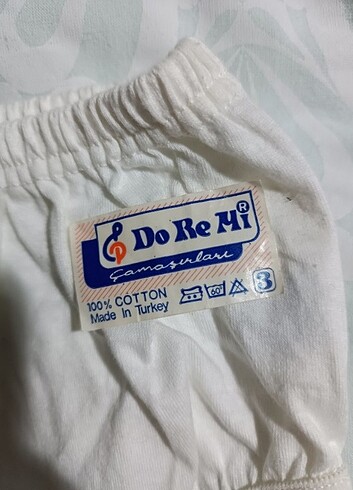 Do Re Mi ®
Çamaşırları
100% COTTON
Made in Turkey
60°
3